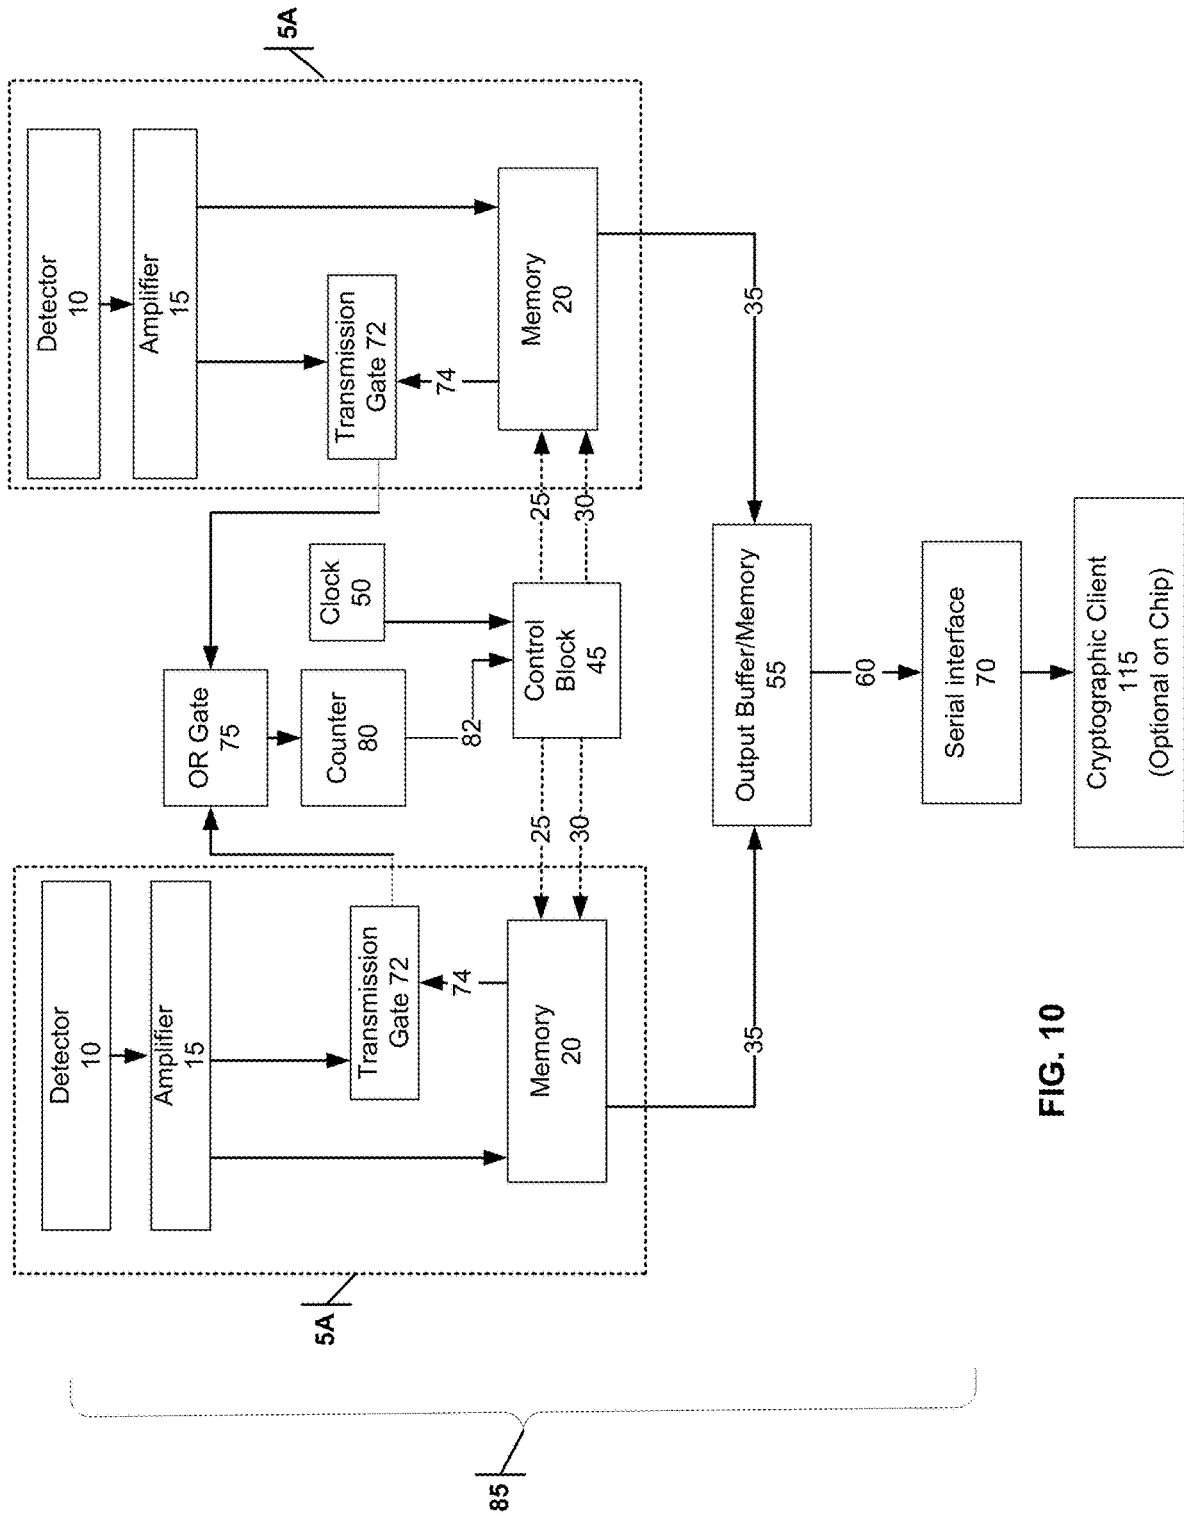 5A
Detector
10
Amplifier
15
Transmission
Gate 72
74
Memory
20
35
OR Gate
75
Counter
80
82
Clock
50
Control
Block
45
25
30
25
30
5A
Detector
10
Amplifier
15
Transmission
Gate 72
74
Memory
20
35
Output Buffer/Memory
55
60
Serial interface
70
Cryptographic Client
115
(Optional on Chip)
85
FIG. 10